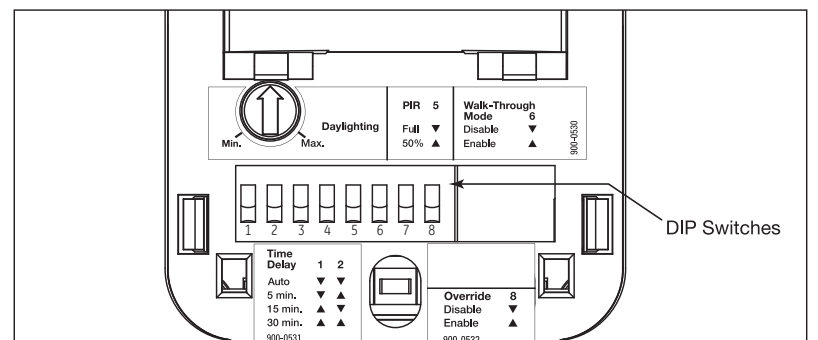 PIR 5
Full ▼
50% ▲
Walk-Through
Mode 6
Disable ▼
Enable ▲
900-0530
Min.
Max.
Daylighting
1 2 3 4 5 6 7 8
DIP Switches
Time
Delay 1 2
Auto ▼ ▼
5 min. ▼ ▲
15 min. ▲ ▼
30 min. ▲ ▲
900-0531
Override 8
Disable ▼
Enable ▲